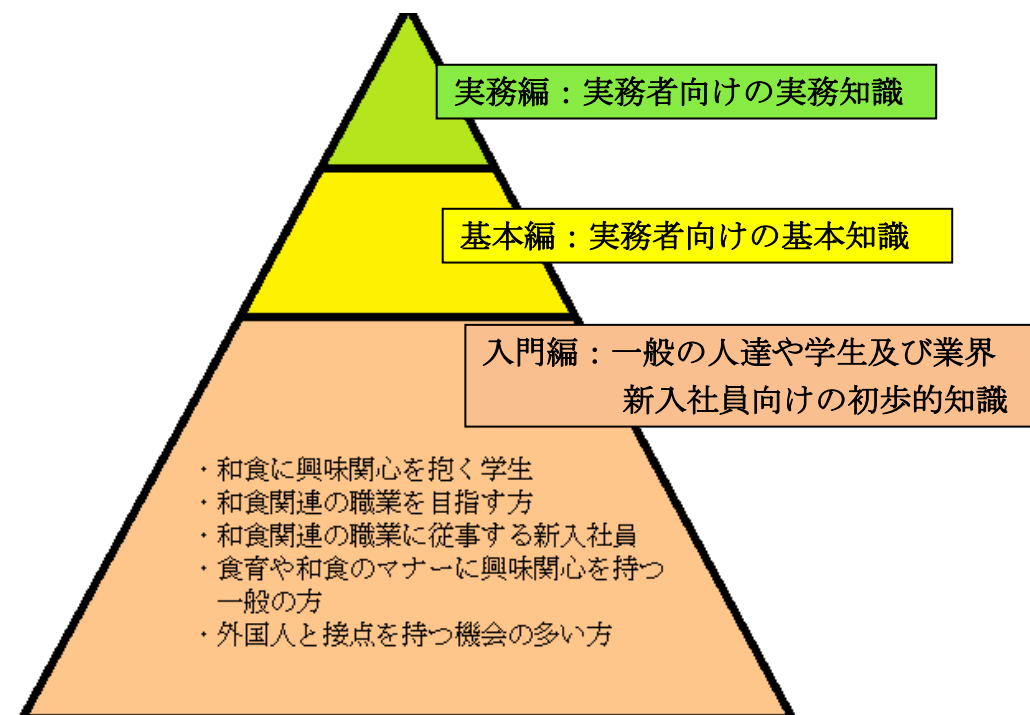 実務編：実務者向けの実務知識
基本編：実務者向けの基本知識
入門編：一般の人達や学生及び業界
新入社員向けの初歩的知識
・和食に興味関心を抱く学生
・和食関連の職業を目指す方
・和食関連の職業に従事する新入社員
・食育や和食のマナーに興味関心を持つ
一般の方
・外国人と接点を持つ機会の多い方